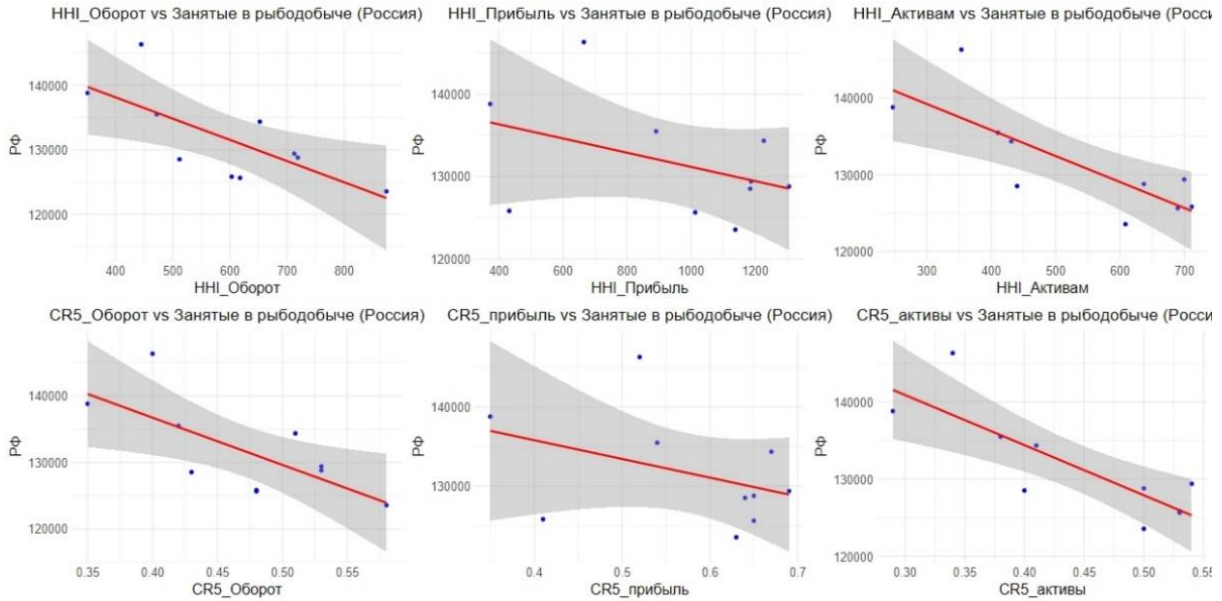 HHI_Оборот vs Занятые в рыбодобыче (Россия)
РФ
140000
130000
120000
400 500 600 700 800
HHI_Оборот
HHI_Прибыль vs Занятые в рыбодобыче (Россия)
РФ
140000
130000
120000
400 600 800 1000 1200
HHI_Прибыль
HHI_Активам vs Занятые в рыбодобыче (Росси
РФ
140000
130000
120000
300 400 500 600 700
HHI_Активам
CR5_Оборот vs Занятые в рыбодобыче (Россия)
РФ
140000
130000
120000
0.35 0.40 0.45 0.50 0.55
CR5_Оборот
CR5_прибыль vs Занятые в рыбодобыче (Россия)
РФ
140000
130000
0.4 0.5 0.6 0.7
CR5_прибыль
CR5_активы vs Занятые в рыбодобыче (Россия
РФ
140000
130000
120000
0.30 0.35 0.40 0.45 0.50 0.55
CR5_активы